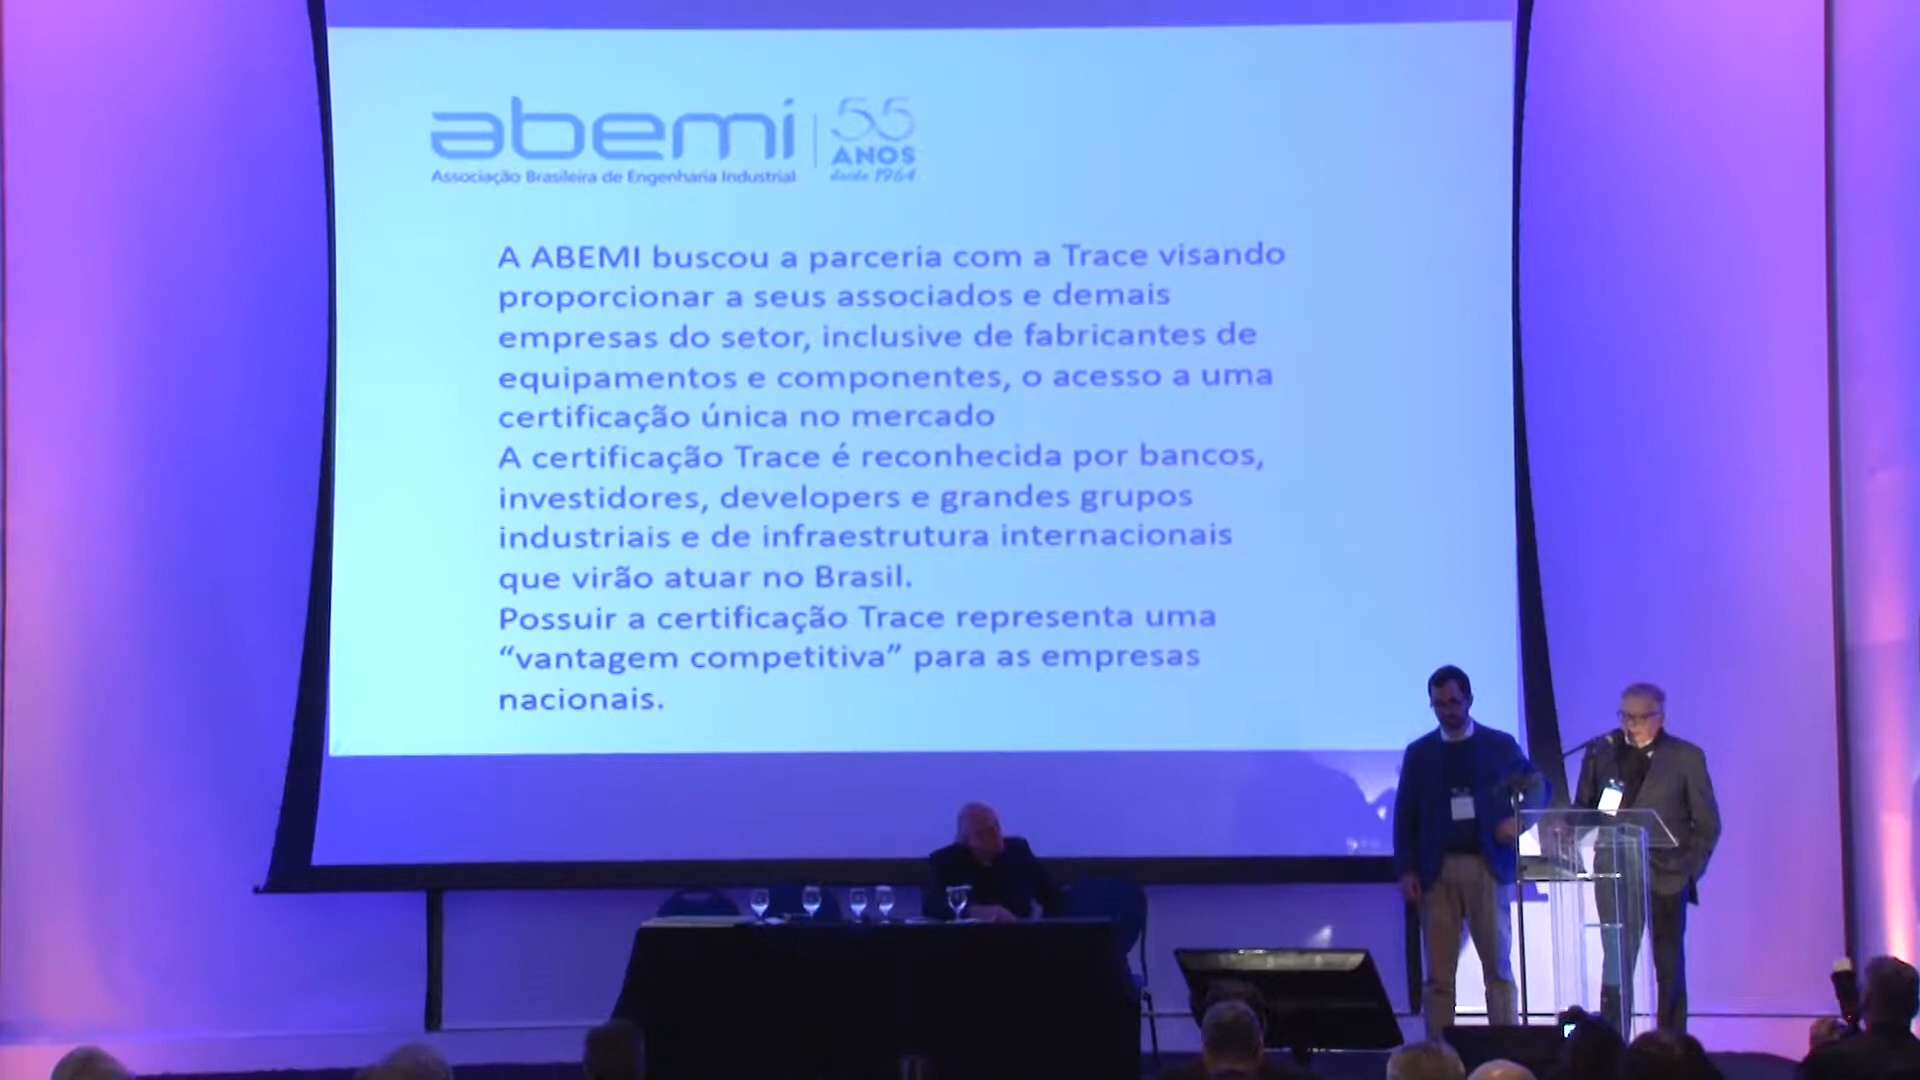 abemi
55
ANOS
desde 1964
Associação Brasileira de Engenharia Industrial
A ABEMI buscou a parceria com a Trace visando
proporcionar a seus associados e demais
empresas do setor, inclusive de fabricantes de
equipamentos e componentes, o acesso a uma
certificação única no mercado
A certificação Trace é reconhecida por bancos,
investidores, developers e grandes grupos
industriais e de infraestrutura internacionais
que virão atuar no Brasil.
Possuir a certificação Trace representa uma
“vantagem competitiva” para as empresas
nacionais.